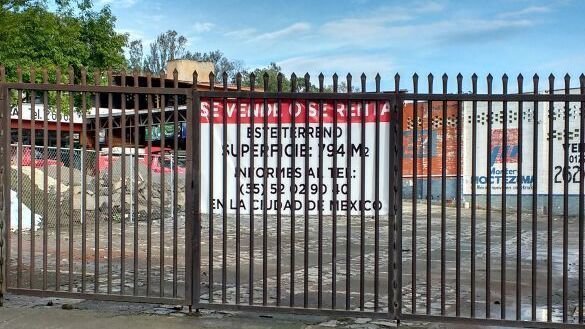 SE VENDE O SE RENTA
ESTE TERRENO
SUPERFICIE: 794 M2
INFORMES AL TEL:
(55) 52 02 90 40
EN LA CIUDAD DE MEXICO
MOCTEZUMA